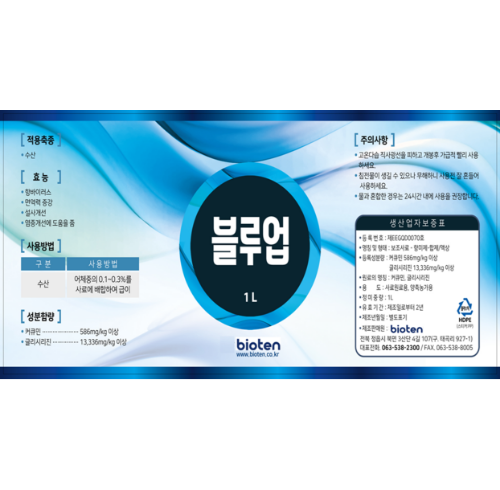 [ 적용축종 ]
• 수산
[ 효 능 ]
• 항바이러스
• 면역력 증강
• 설사개선
• 염증개선에 도움을 줌
[ 사용방법 ]
구 분 사 용 방 법
수산 어체중의 0.1~0.3%를
사료에 배합하여 급이
[ 성분함량 ]
• 커큐민 ················ 586mg/kg 이상
• 글리시리진 ··········· 13,336mg/kg 이상
블루업
1 L
bioten
www.bioten.co.kr
[ 주의사항 ]
• 고온다습 직사광선을 피하고 개봉후 가급적 빨리 사용
하세요.
• 침전물이 생길 수 있으나 무해하니 사용전 잘 흔들어
사용하세요.
• 물과 혼합한 경우는 24시간 내에 사용을 권장합니다.
생 산 업 자 보 증 표
• 등 록 번 호 : 제EEGQD0070호
• 명칭 및 형태 : 보조사료 - 향미제·합제/액상
• 등록성분량 : 커큐민 586mg/kg 이상
글리시리진 13,336mg/kg 이상
• 원료의 명칭 : 커큐민, 글리시리진
• 용 도 : 사료원료용, 양축농가용
• 정 미 중 량 : 1L
• 유 효 기 간 : 제조일로부터 2년
• 제조년월일 : 별도표기
• 제조판매원 : bioten
전북 정읍시 북면 3산단 4길 107(구. 태곡리 927-1)
대표전화. 063-538-2300 / FAX. 063-538-8005
HDPE